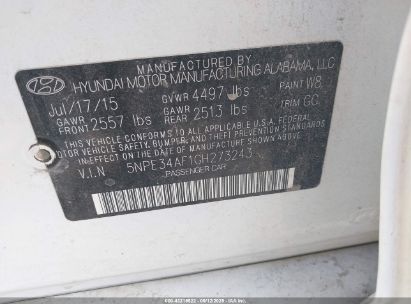 MANUFACTURED BY
HYUNDAI MOTOR MANUFACTURING ALABAMA, LLC
Jul/17/15 GVWR 4497 lbs PAINT W8
GAWR FRONT 2557 lbs GAWR REAR 2513 lbs TRIM GC
THIS VEHICLE CONFORMS TO ALL APPLICABLE U.S. FEDERAL
MOTOR VEHICLE SAFETY, BUMPER, AND THEFT PREVENTION
STANDARDS IN EFFECT ON THE DATE OF MANUFACTURE SHOWN ABOVE.
V.I.N 5NPE34AF1GH273243
PASSENGER CAR